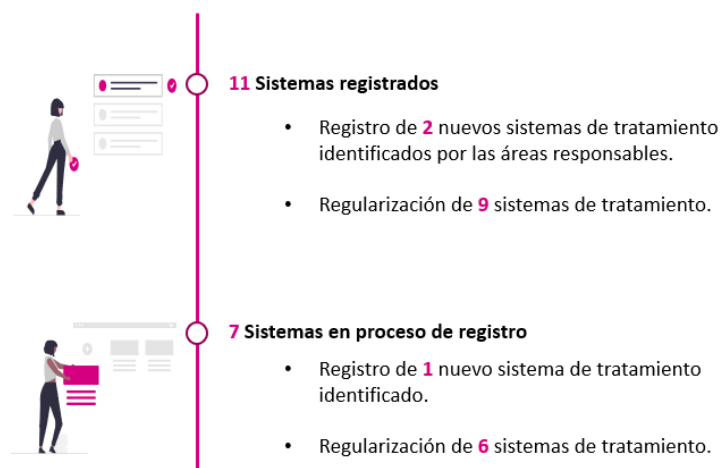 11 Sistemas registrados
• Registro de 2 nuevos sistemas de tratamiento
identificados por las áreas responsables.
• Regularización de 9 sistemas de tratamiento.
7 Sistemas en proceso de registro
• Registro de 1 nuevo sistema de tratamiento
identificado.
• Regularización de 6 sistemas de tratamiento.